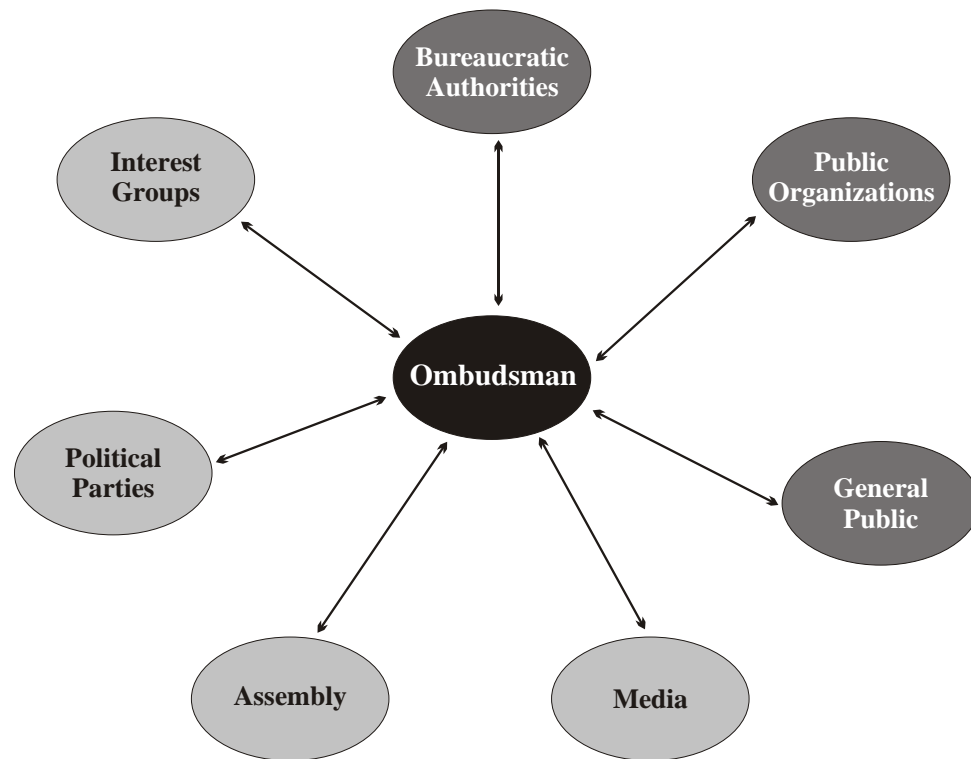 Bureaucratic
Authorities
Interest
Groups
Public
Organizations
Ombudsman
Political
Parties
General
Public
Assembly
Media